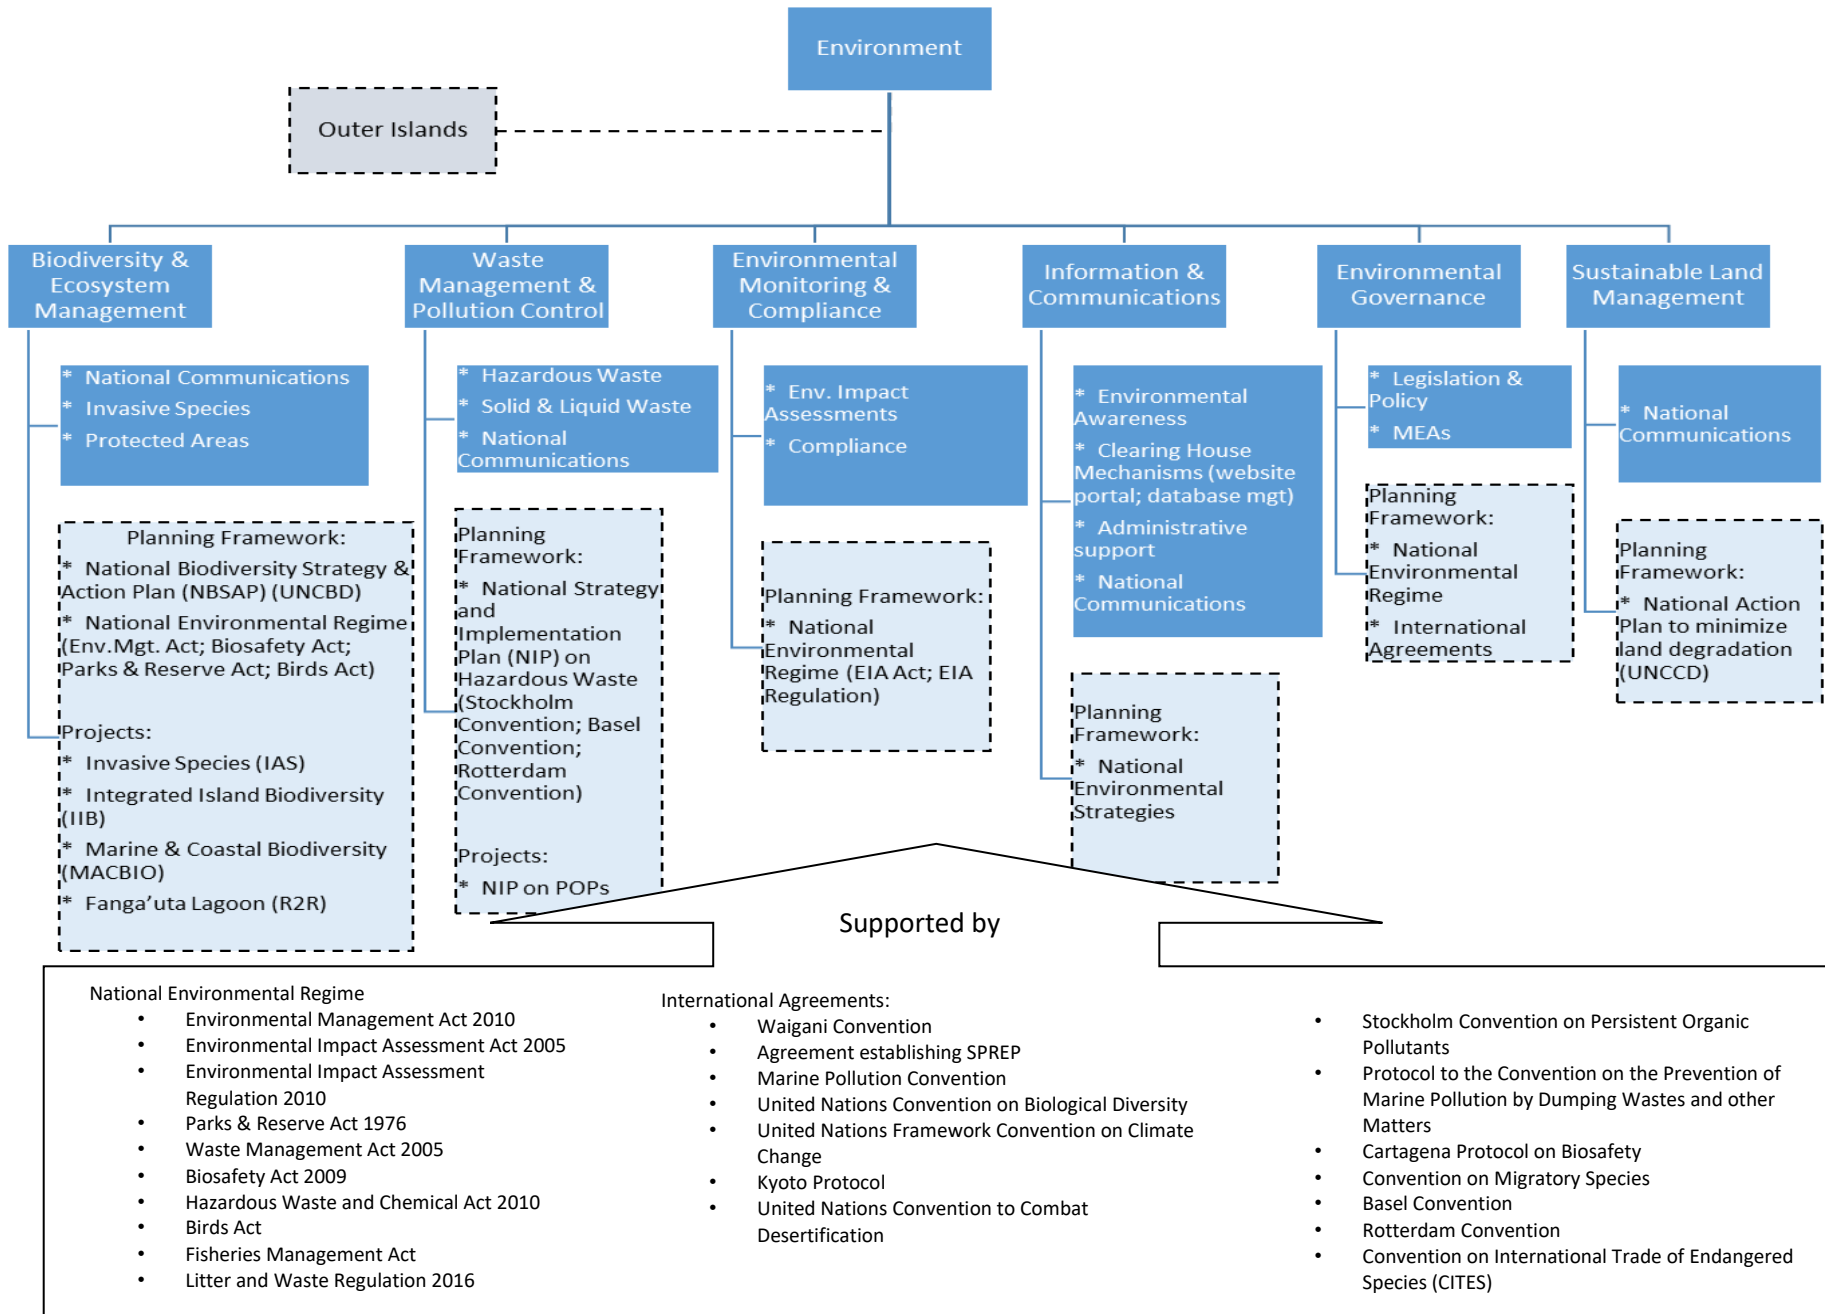 Environment
Outer Islands
Biodiversity &
Ecosystem
Management
Waste
Management &
Pollution Control
Environmental
Monitoring &
Compliance
Information &
Communications
Environmental
Governance
Sustainable Land
Management
* National Communications
* Invasive Species
* Protected Areas
* Hazardous Waste
* Solid & Liquid Waste
* National
Communications
* Env. Impact
Assessments
* Compliance
* Environmental
Awareness
* Clearing House
Mechanisms (website
portal; database mgt)
* Administrative
support
* National
Communications
* Legislation &
Policy
* MEAs
* National
Communications
Planning Framework:
* National Biodiversity Strategy &
Action Plan (NBSAP) (UNCBD)
* National Environmental Regime
(Env.Mgt. Act; Biosafety Act;
Parks & Reserve Act; Birds Act)
Projects:
* Invasive Species (IAS)
* Integrated Island Biodiversity
(IIB)
* Marine & Coastal Biodiversity
(MACBIO)
* Fanga’uta Lagoon (R2R)
Planning
Framework:
* National Strategy
and
Implementation
Plan (NIP) on
Hazardous Waste
(Stockholm
Convention; Basel
Convention;
Rotterdam
Convention)
Projects:
* NIP on POPs
Planning Framework:
* National
Environmental
Regime (EIA Act; EIA
Regulation)
Planning
Framework:
* National
Environmental
Strategies
Planning
Framework:
* National
Environmental
Regime
* International
Agreements
Planning
Framework:
* National Action
Plan to minimize
land degradation
(UNCCD)
Supported by
National Environmental Regime
• Environmental Management Act 2010
• Environmental Impact Assessment Act 2005
• Environmental Impact Assessment
Regulation 2010
• Parks & Reserve Act 1976
• Waste Management Act 2005
• Biosafety Act 2009
• Hazardous Waste and Chemical Act 2010
• Birds Act
• Fisheries Management Act
• Litter and Waste Regulation 2016
International Agreements:
• Waigani Convention
• Agreement establishing SPREP
• Marine Pollution Convention
• United Nations Convention on Biological Diversity
• United Nations Framework Convention on Climate
Change
• Kyoto Protocol
• United Nations Convention to Combat
Desertification
• Stockholm Convention on Persistent Organic
Pollutants
• Protocol to the Convention on the Prevention of
Marine Pollution by Dumping Wastes and other
Matters
• Cartagena Protocol on Biosafety
• Convention on Migratory Species
• Basel Convention
• Rotterdam Convention
• Convention on International Trade of Endangered
Species (CITES)